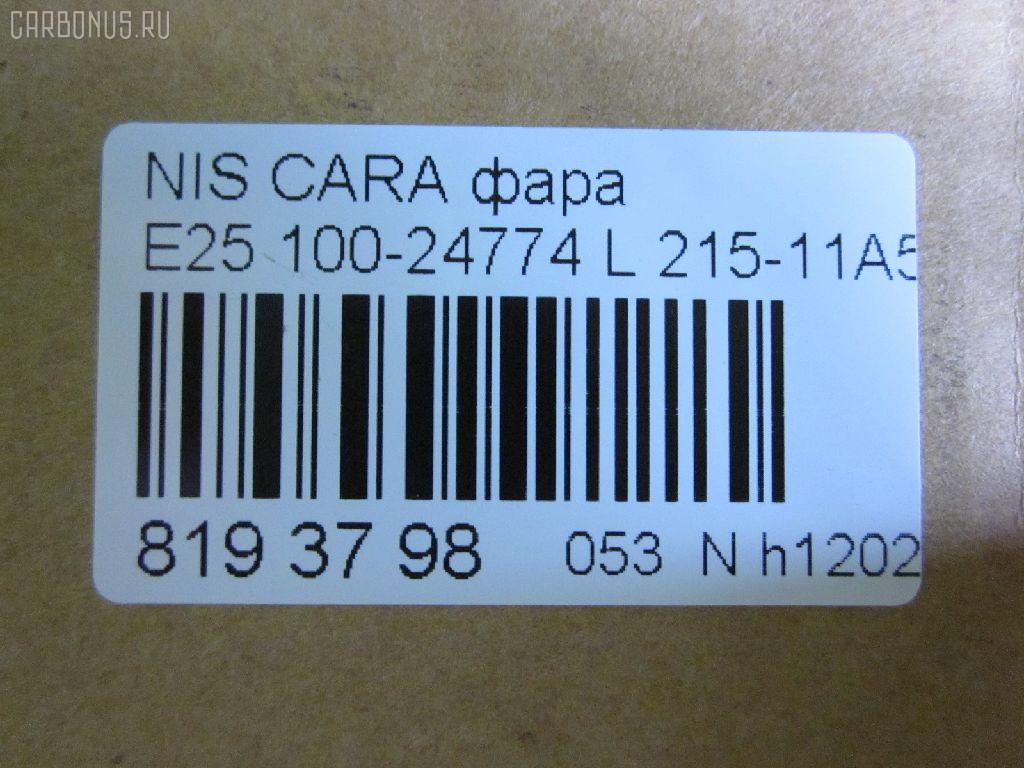 CARBONUS.RU
NIS CARA фара
E25 100-24774 L 215-11A5
819 37 98 053 N h1202